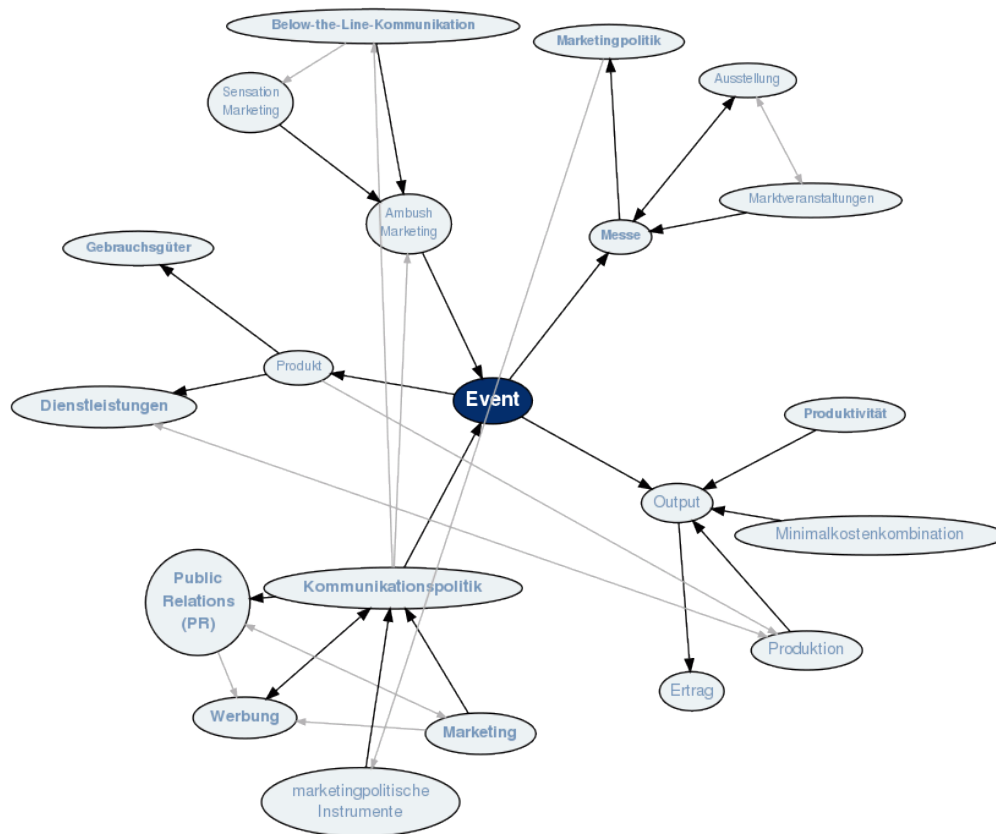 Below-the-Line-Kommunikation
Marketingpolitik
Ausstellung
Sensation
Marketing
Marktveranstaltungen
Ambush
Marketing
Messe
Gebrauchsgüter
Produkt
Event
Dienstleistungen
Produktivität
Output
Minimalkostenkombination
Public
Relations
(PR)
Kommunikationspolitik
Produktion
Ertrag
Werbung
Marketing
marketingpolitische
Instrumente